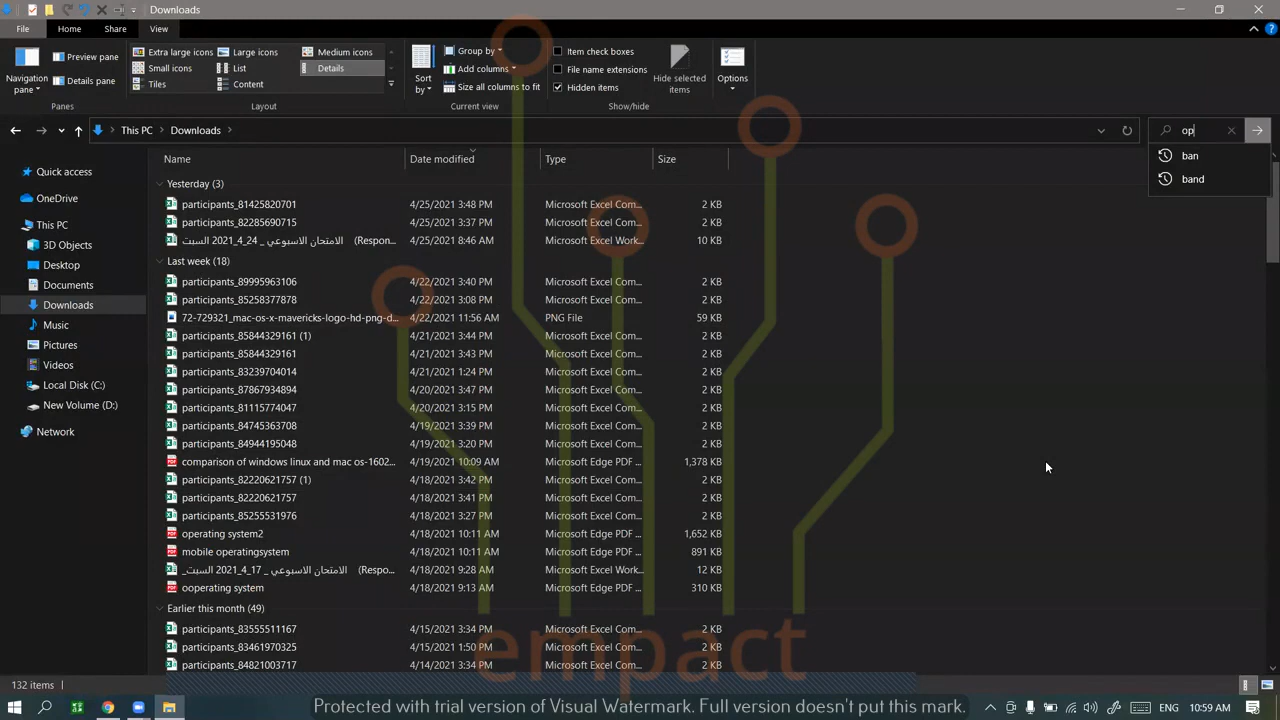 Downloads
File Home Share View
Navigation pane
Preview pane
Details pane
Panes
Extra large icons Large icons Medium icons
Small icons List Details
Tiles Content
Layout
Sort by
Group by
Add columns
Size all columns to fit
Current view
Item check boxes
File name extensions
Hidden items
Hide selected items
Show/hide
Options
This PC Downloads
op
ban
band
Quick access
OneDrive
This PC
3D Objects
Desktop
Documents
Downloads
Music
Pictures
Videos
Local Disk (C:)
New Volume (D:)
Network
Name Date modified Type Size
Yesterday (3)
participants_81425820701 4/25/2021 3:48 PM Microsoft Excel Com... 2 KB
participants_82285690715 4/25/2021 3:37 PM Microsoft Excel Com... 2 KB
الامتحان الاسبوعي _ السبت 2021_4_24 (Respon... 4/25/2021 8:46 AM Microsoft Excel Work... 10 KB
Last week (18)
participants_89995963106 4/22/2021 3:40 PM Microsoft Excel Com... 2 KB
participants_85258377878 4/22/2021 3:08 PM Microsoft Excel Com... 2 KB
72-729321_mac-os-x-mavericks-logo-hd-png-d... 4/22/2021 11:56 AM PNG File 59 KB
participants_85844329161 (1) 4/21/2021 3:44 PM Microsoft Excel Com... 2 KB
participants_85844329161 4/21/2021 3:43 PM Microsoft Excel Com... 2 KB
participants_83239704014 4/21/2021 1:24 PM Microsoft Excel Com... 2 KB
participants_87867934894 4/20/2021 3:47 PM Microsoft Excel Com... 2 KB
participants_81115774047 4/20/2021 3:15 PM Microsoft Excel Com... 2 KB
participants_84745363708 4/19/2021 3:39 PM Microsoft Excel Com... 2 KB
participants_84944195048 4/19/2021 3:20 PM Microsoft Excel Com... 2 KB
comparison of windows linux and mac os-1602... 4/19/2021 10:09 AM Microsoft Edge PDF ... 1,378 KB
participants_82220621757 (1) 4/18/2021 3:42 PM Microsoft Excel Com... 2 KB
participants_82220621757 4/18/2021 3:41 PM Microsoft Excel Com... 2 KB
participants_85255531976 4/18/2021 3:27 PM Microsoft Excel Com... 2 KB
operating system2 4/18/2021 10:11 AM Microsoft Edge PDF ... 1,652 KB
mobile operatingsystem 4/18/2021 10:11 AM Microsoft Edge PDF ... 891 KB
الامتحان الاسبوعي _ السبت 2021_4_17_ (Respo... 4/18/2021 9:28 AM Microsoft Excel Work... 12 KB
ooperating system 4/18/2021 9:13 AM Microsoft Edge PDF ... 310 KB
Earlier this month (49)
participants_83555511167 4/15/2021 3:34 PM Microsoft Excel Com... 2 KB
participants_83461970325 4/15/2021 1:50 PM Microsoft Excel Com... 2 KB
participants_84821003717 4/14/2021 3:34 PM Microsoft Excel Com... 2 KB
empact
132 items
Protected with trial version of Visual Watermark. Full version doesn't put this mark.
ENG 10:59 AM